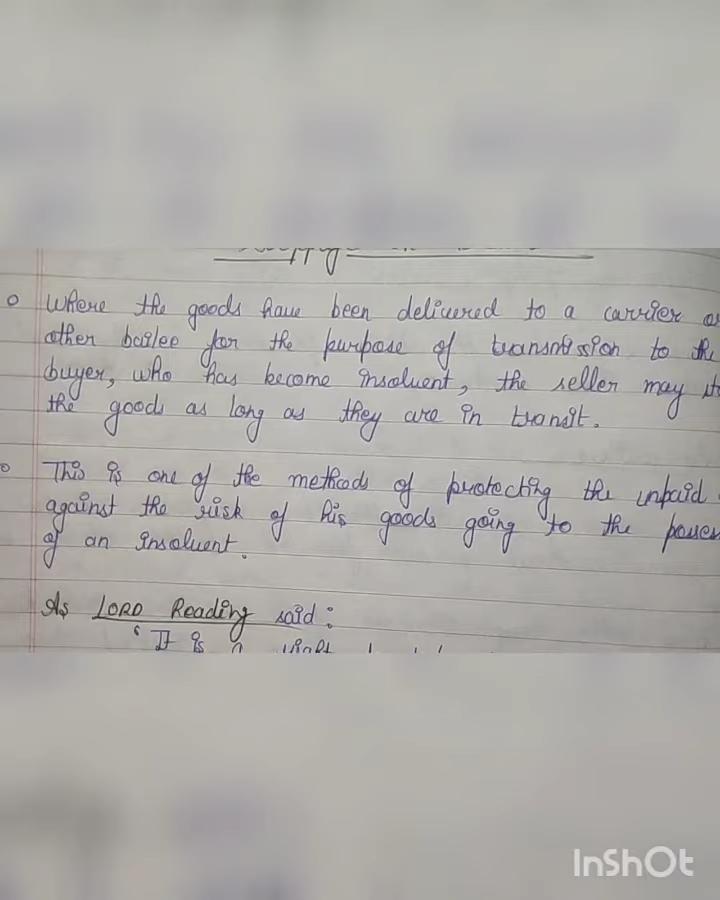 Where the goods have been delivered to a carrier or
other bailee for the purpose of transmission to the
buyer, who has become insolvent, the seller may
the goods as long as they are in transit.
This is one of the methods of protecting the unpaid
against the risk of his goods going to the
of an insolvent.
As LORD Reading said:
"It is a
InShOt